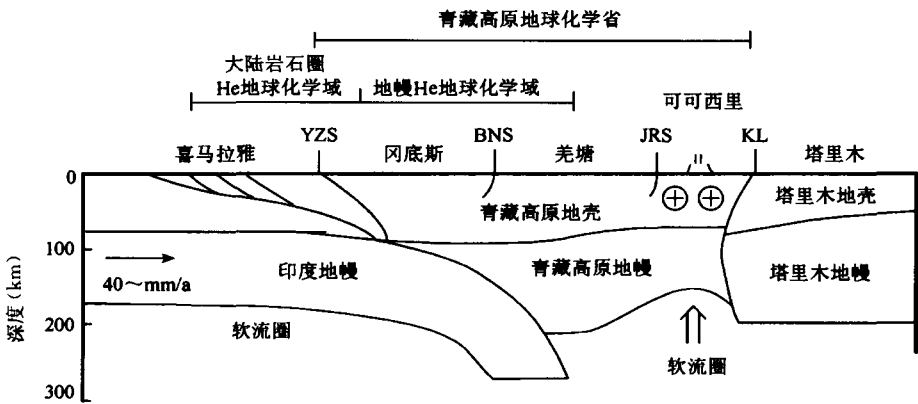 青藏高原地球化学省
大陆岩石圈
He地球化学域
地幔He地球化学域
可可西里
YZS
BNS
JRS
KL
喜马拉雅
冈底斯
羌塘
塔里木
0
100
200
300
深度(km)
青藏高原地壳
塔里木地壳
印度地幔
青藏高原地幔
塔里木地幔
40～mm/a
软流圈
软流圈